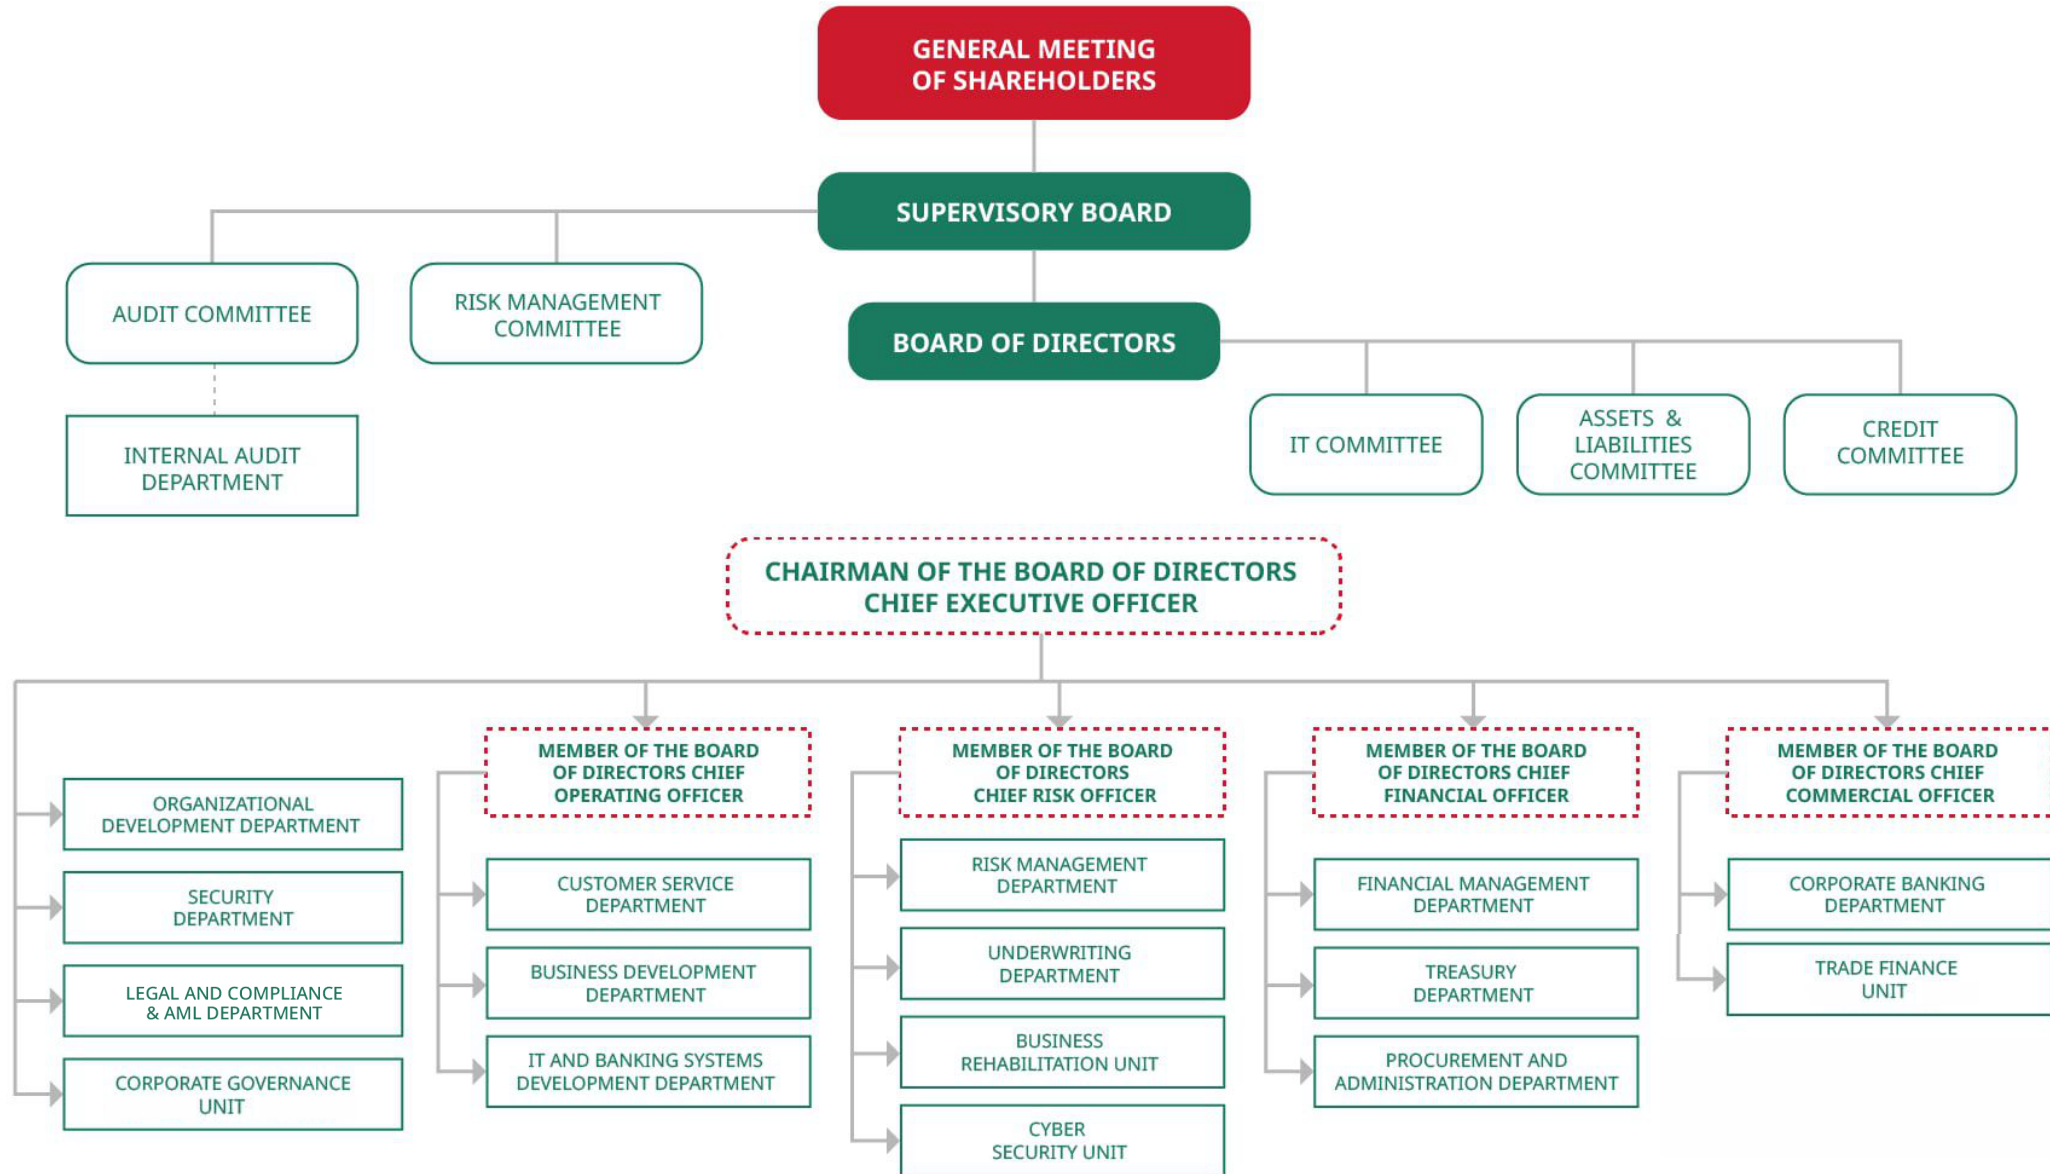 GENERAL MEETING
OF SHAREHOLDERS
SUPERVISORY BOARD
AUDIT COMMITTEE
RISK MANAGEMENT
COMMITTEE
BOARD OF DIRECTORS
INTERNAL AUDIT
DEPARTMENT
IT COMMITTEE
ASSETS &
LIABILITIES
COMMITTEE
CREDIT
COMMITTEE
CHAIRMAN OF THE BOARD OF DIRECTORS
CHIEF EXECUTIVE OFFICER
ORGANIZATIONAL
DEVELOPMENT DEPARTMENT
SECURITY
DEPARTMENT
LEGAL AND COMPLIANCE
& AML DEPARTMENT
CORPORATE GOVERNANCE
UNIT
MEMBER OF THE BOARD
OF DIRECTORS CHIEF
OPERATING OFFICER
CUSTOMER SERVICE
DEPARTMENT
BUSINESS DEVELOPMENT
DEPARTMENT
IT AND BANKING SYSTEMS
DEVELOPMENT DEPARTMENT
MEMBER OF THE BOARD
OF DIRECTORS
CHIEF RISK OFFICER
RISK MANAGEMENT
DEPARTMENT
UNDERWRITING
DEPARTMENT
BUSINESS
REHABILITATION UNIT
CYBER
SECURITY UNIT
MEMBER OF THE BOARD
OF DIRECTORS CHIEF
FINANCIAL OFFICER
FINANCIAL MANAGEMENT
DEPARTMENT
TREASURY
DEPARTMENT
PROCUREMENT AND
ADMINISTRATION DEPARTMENT
MEMBER OF THE BOARD
OF DIRECTORS CHIEF
COMMERCIAL OFFICER
CORPORATE BANKING
DEPARTMENT
TRADE FINANCE
UNIT